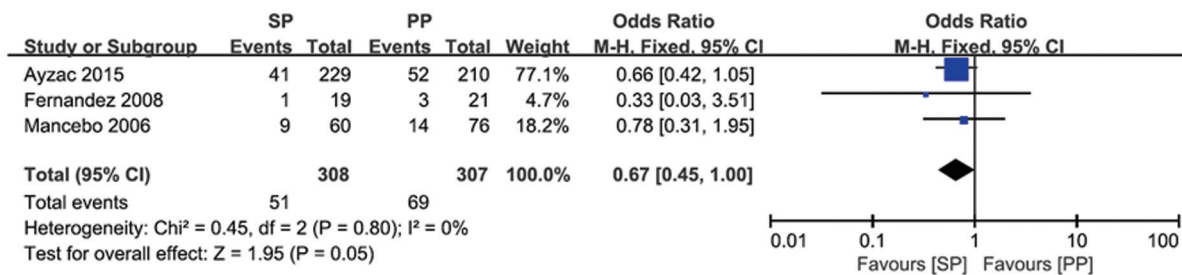 SP PP Odds Ratio Odds Ratio
Study or Subgroup Events Total Events Total Weight M-H, Fixed, 95% CI M-H, Fixed, 95% CI
Ayzac 2015 41 229 52 210 77.1% 0.66 [0.42, 1.05]
Fernandez 2008 1 19 3 21 4.7% 0.33 [0.03, 3.51]
Mancebo 2006 9 60 14 76 18.2% 0.78 [0.31, 1.95]
Total (95% CI) 308 307 100.0% 0.67 [0.45, 1.00]
Total events 51 69
Heterogeneity: Chi² = 0.45, df = 2 (P = 0.80); I² = 0%
Test for overall effect: Z = 1.95 (P = 0.05)
0.01 0.1 1 10 100
Favours [SP] Favours [PP]